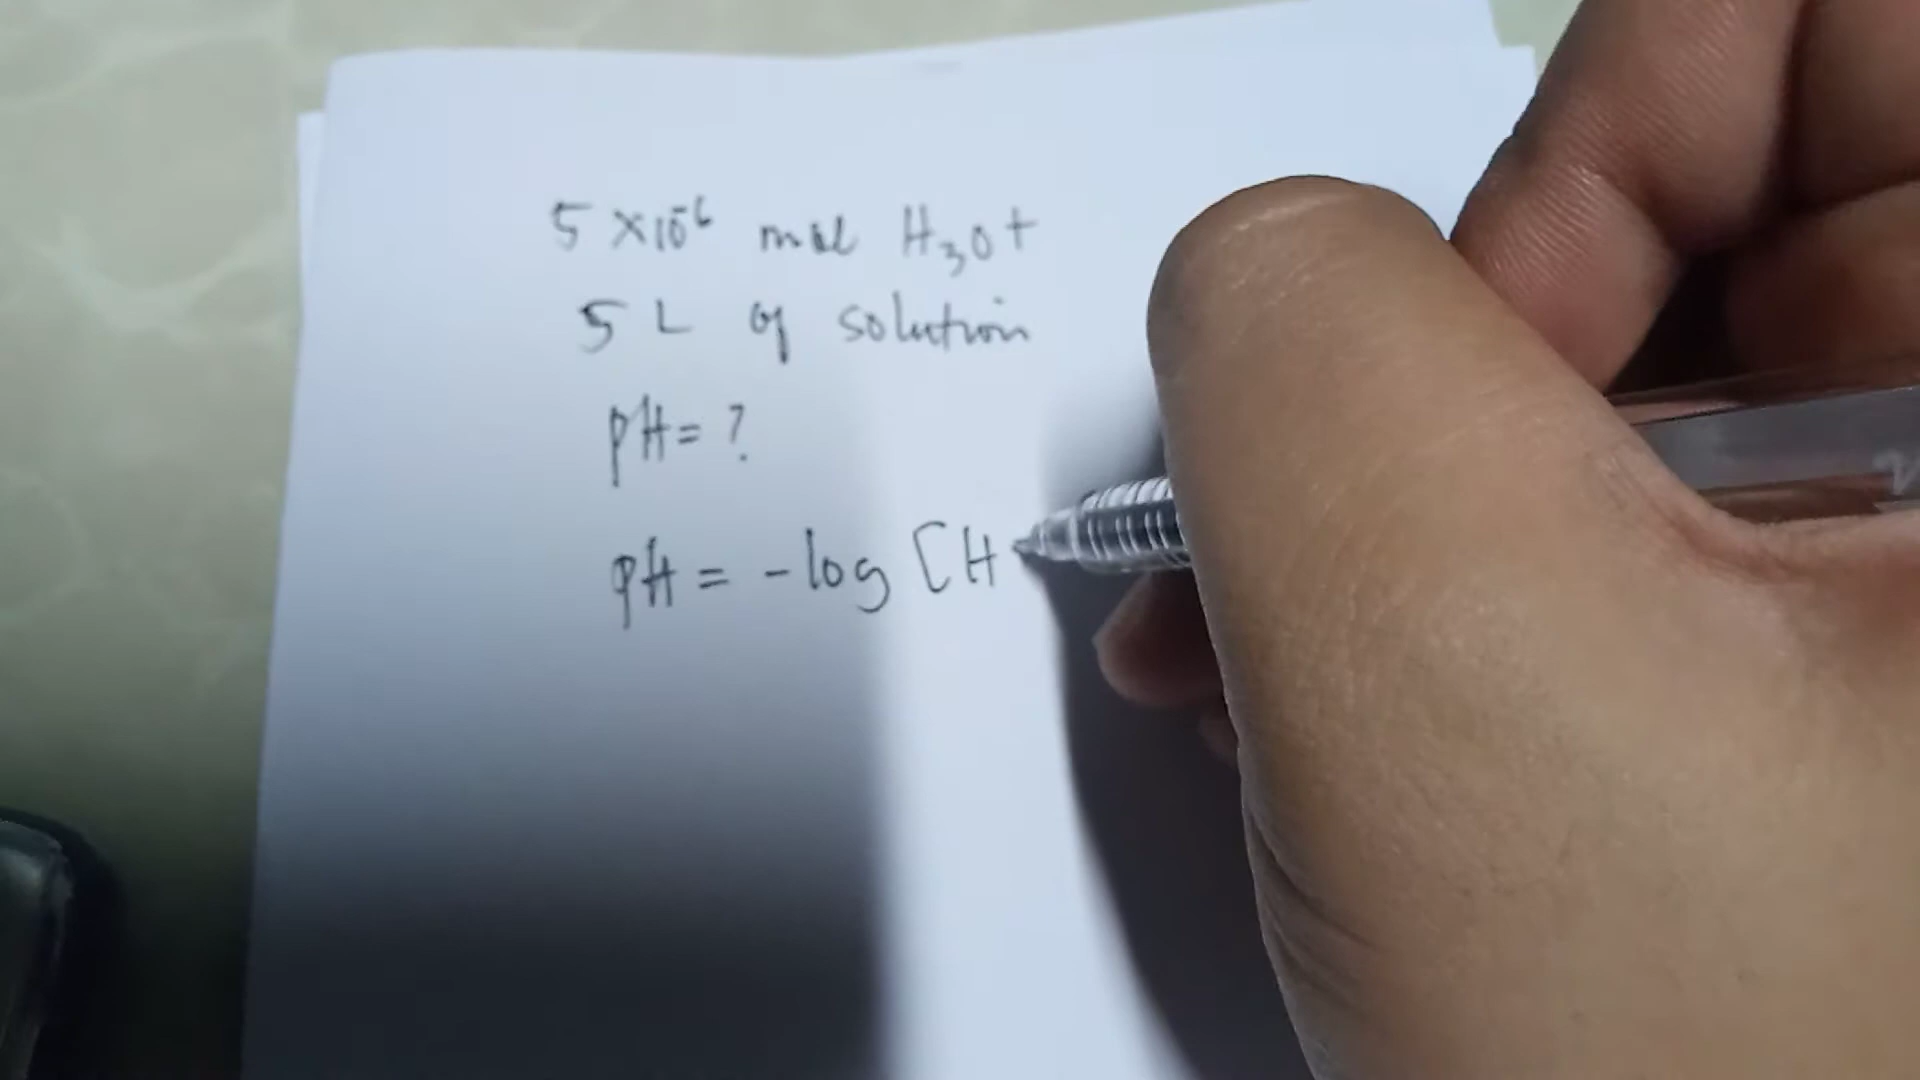 5 ×10⁻⁶ mol H₃O+
5 L of solution
pH = ?
pH = -log [H